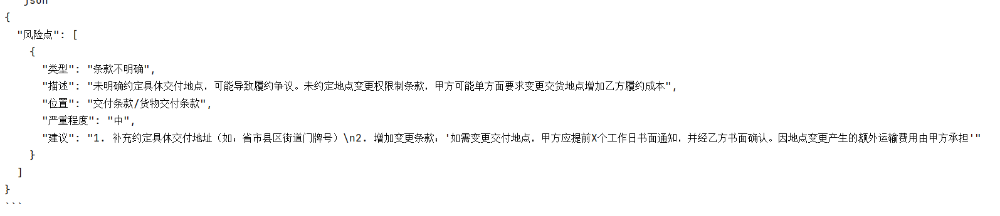 json
{
  "风险点": [
    {
      "类型": "条款不明确",
      "描述": "未明确约定具体交付地点，可能导致履约争议。未约定地点变更权限制条款，甲方可能单方面要求变更交货地点增加乙方履约成本",
      "位置": "交付条款/货物交付条款",
      "严重程度": "中",
      "建议": "1. 补充约定具体交付地址（如：省市县区街道门牌号）\n2. 增加变更条款：'如需变更交付地点，甲方应提前X个工作日书面通知，并经乙方书面确认。因地点变更产生的额外运输费用由甲方承担'"
    }
  ]
}
```